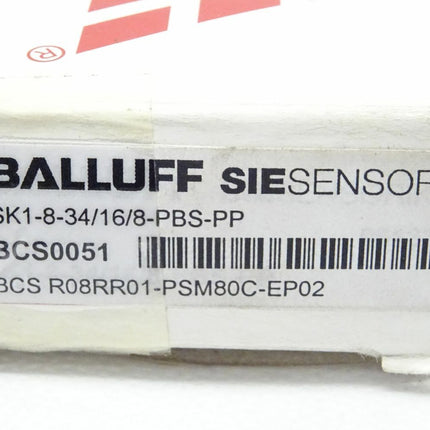 ®
BALLUFF SIESENSOR
SK1-8-34/16/8-PBS-PP
BCS0051
BCS R08RR01-PSM80C-EP02